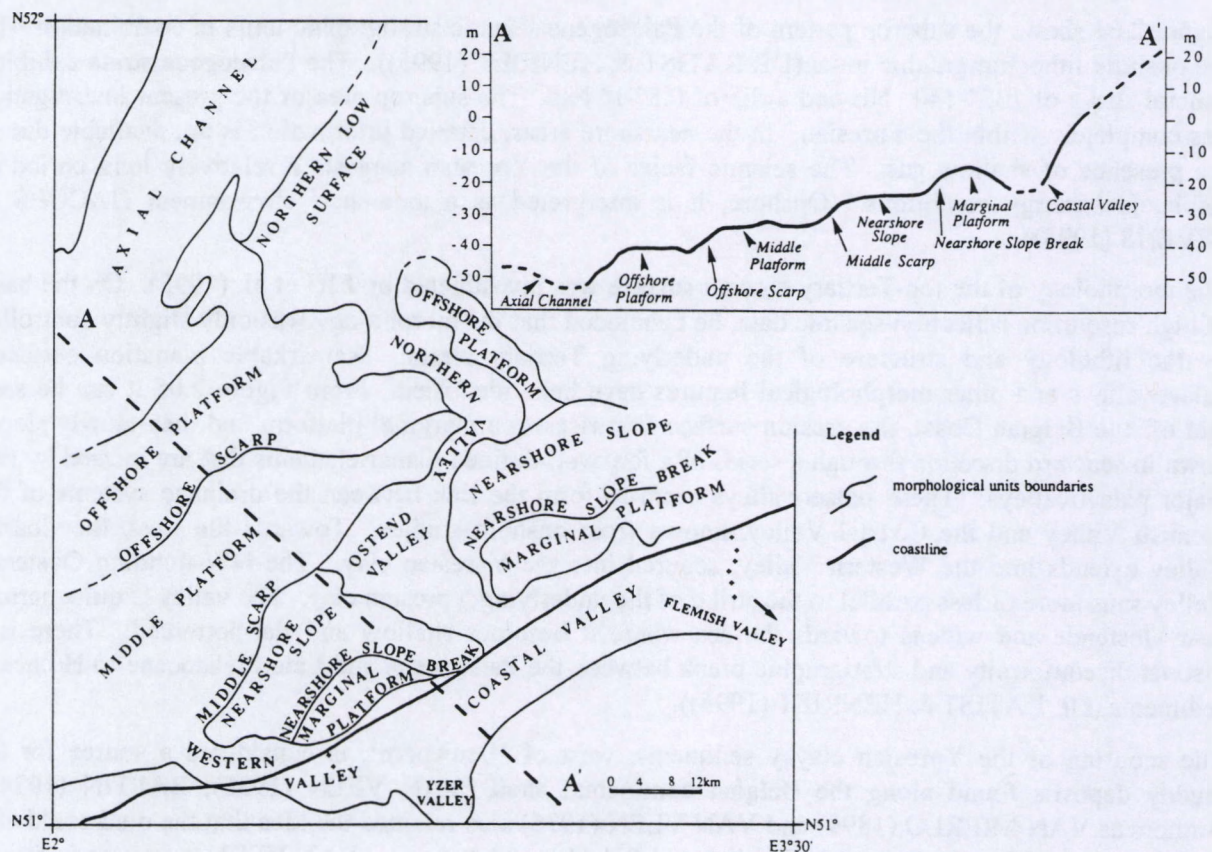 N52°
AXIAL CHANNEL
NORTHERN LOW
SURFACE
A
m
A
A'
m
20
20
10
10
0
0
10
10
20
20
30
30
40
40
50
50
Axial Channel
Offshore
Platform
Offshore Scarp
Middle
Platform
Middle Scarp
Nearshore
Slope
Nearshore Slope Break
Marginal
Platform
Coastal Valley
OFFSHORE
PLATFORM
NORTHERN
VALLEY
OFFSHORE PLATFORM
OFFSHORE SCARP
MIDDLE PLATFORM
MIDDLE SCARP
NEARSHORE
SLOPE
OSTEND
VALLEY
NEARSHORE SLOPE
NEARSHORE SLOPE BREAK
MARGINAL PLATFORM
NEARSHORE SLOPE BREAK
MARGINAL
PLATFORM
WESTERN VALLEY
COASTAL VALLEY
FLEMISH VALLEY
YZER
VALLEY
A'
Legend
morphological units boundaries
coastline
0 4 8 12km
N51°
E2°
N51°
E3°30'